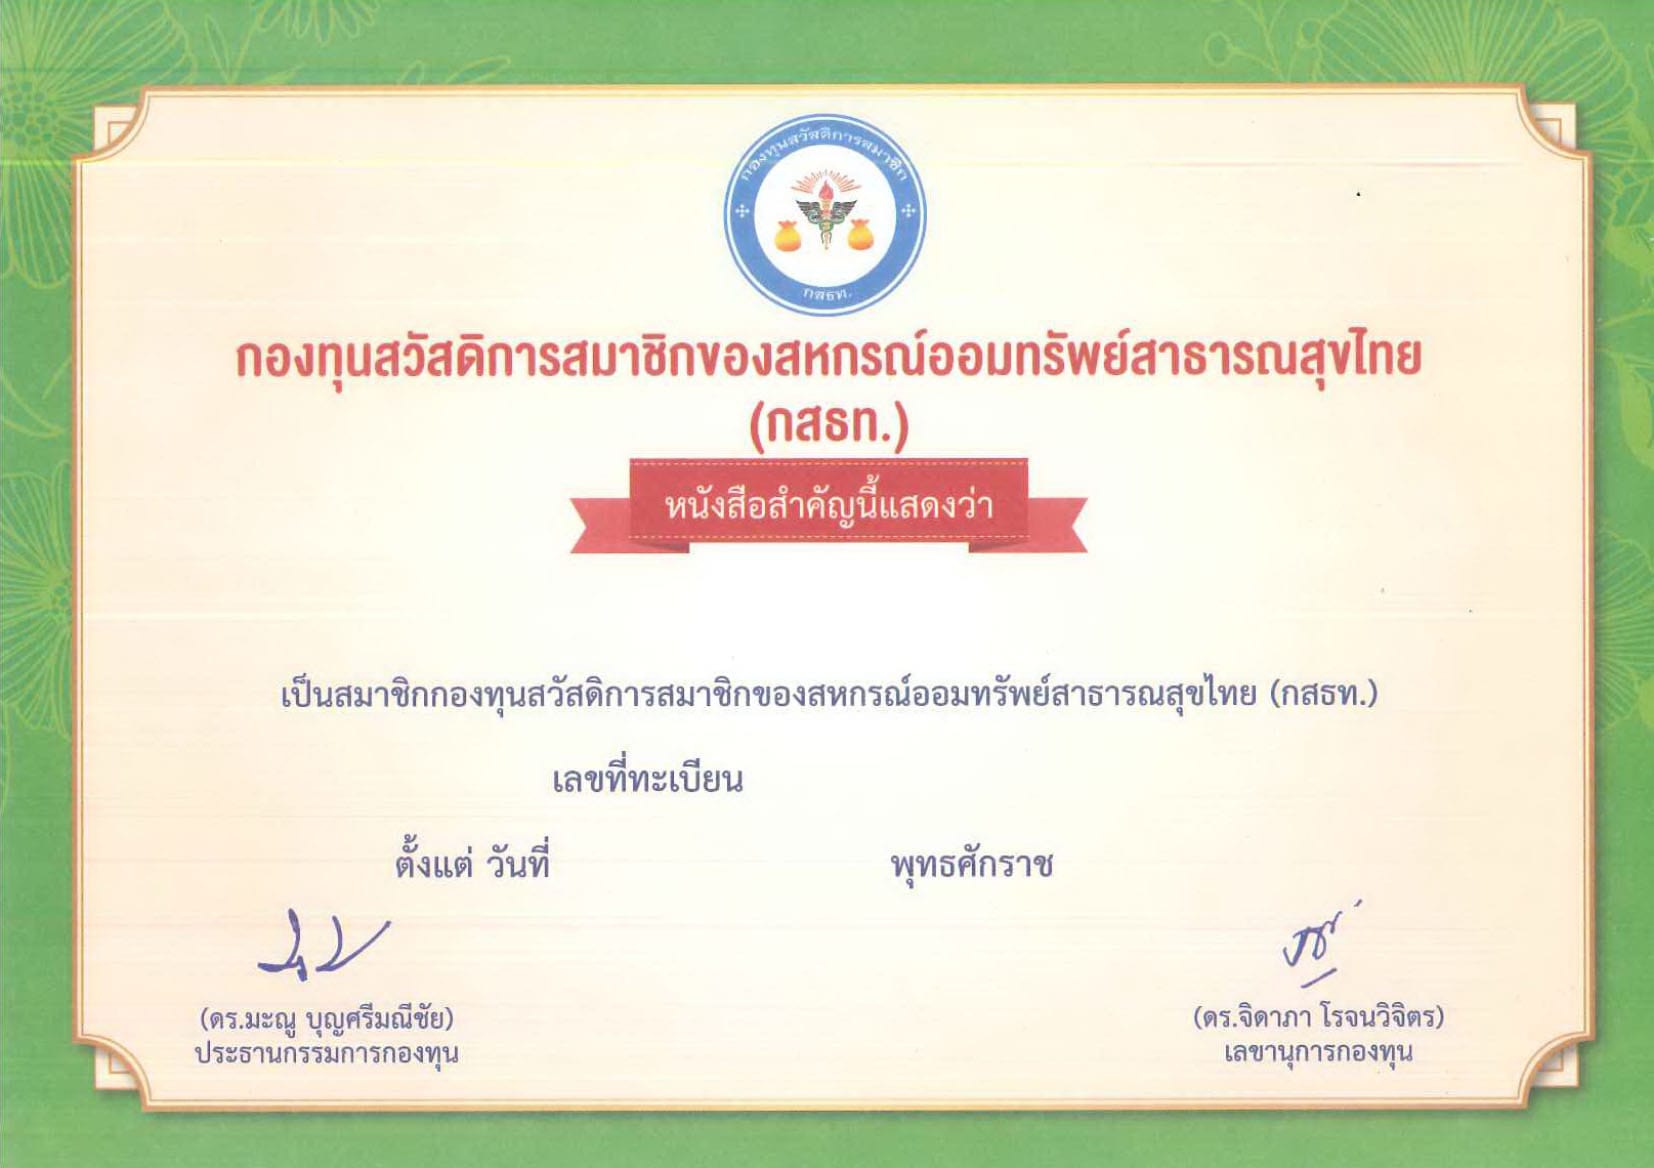 กองทุนสวัสดิการสมาชิก
กสธท.
กองทุนสวัสดิการสมาชิกของสหกรณ์ออมทรัพย์สาธารณสุขไทย
(กสธท.)
หนังสือสำคัญนี้แสดงว่า
เป็นสมาชิกกองทุนสวัสดิการสมาชิกของสหกรณ์ออมทรัพย์สาธารณสุขไทย (กสธท.)
เลขที่ทะเบียน
ตั้งแต่ วันที่ พุทธศักราช
(ดร.มะณู บุญศรีมณีชัย)
ประธานกรรมการกองทุน
(ดร.จิดาภา โรจนวิจิตร)
เลขานุการกองทุน